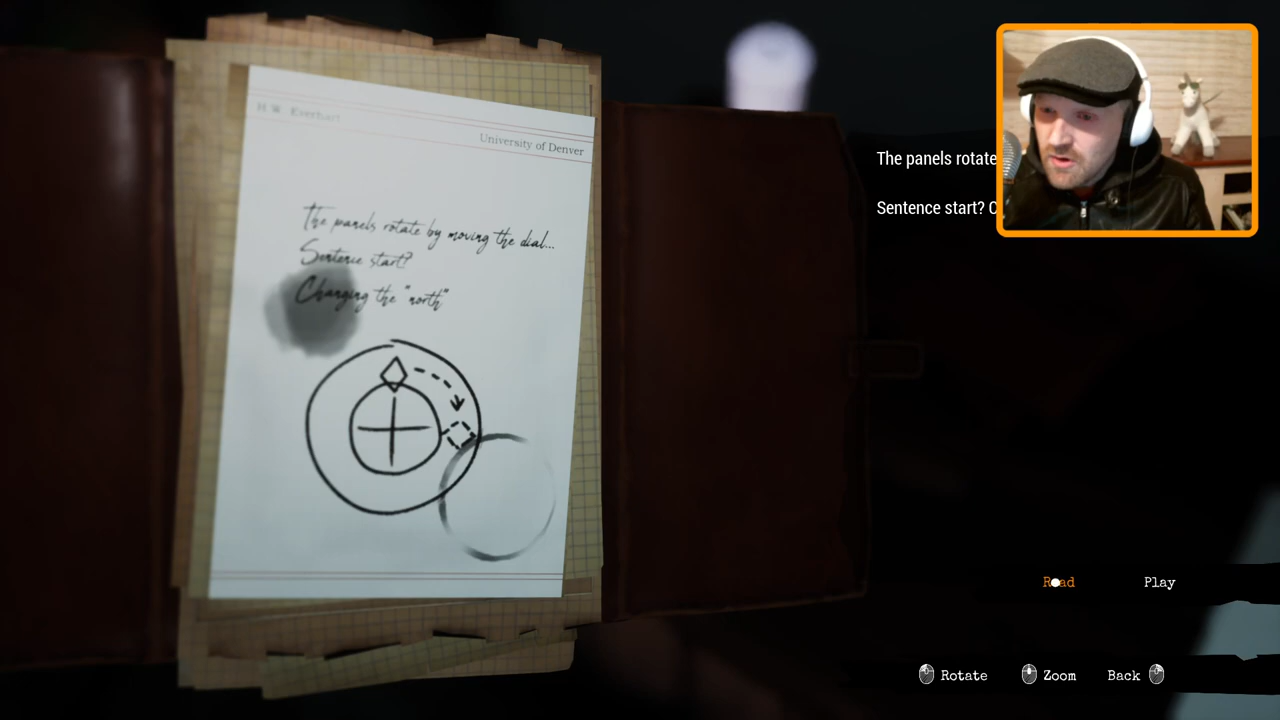 H W Everhart
University of Denver
The panels rotate by moving the dial...
Sentence start?
Changing the "north"
The panels rotate
Sentence start? C
Read
Play
Rotate
Zoom
Back